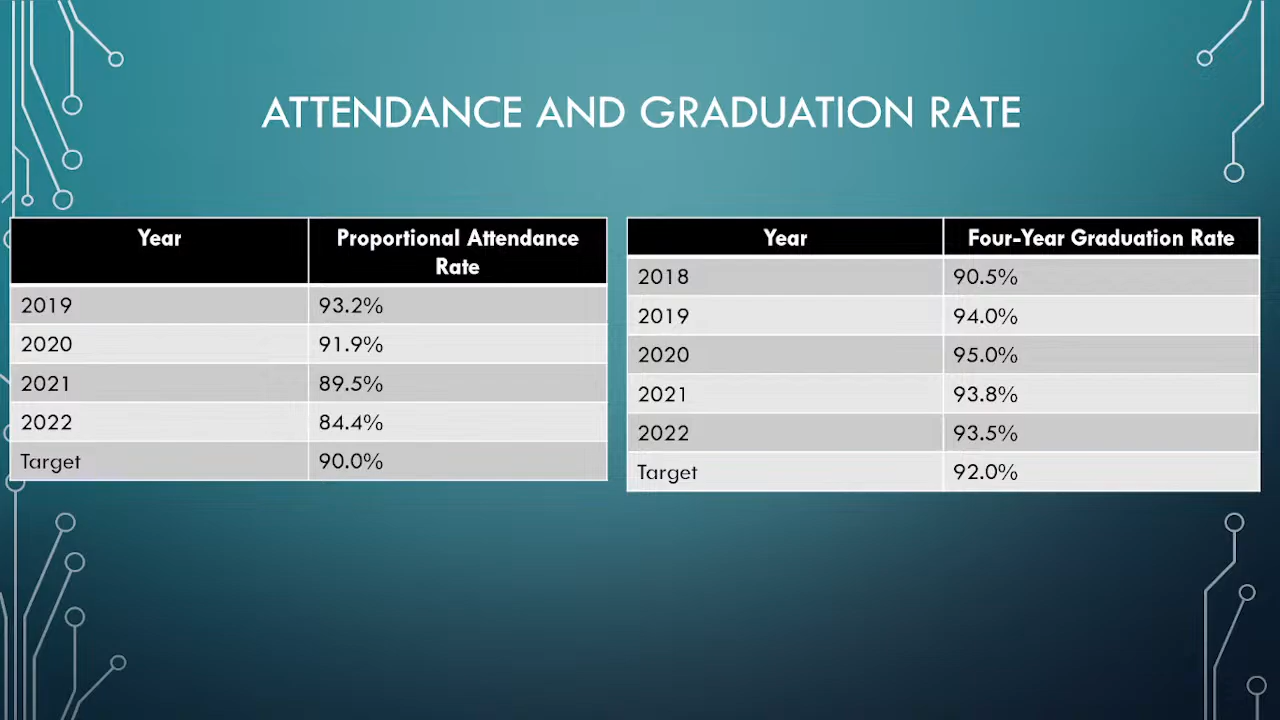 ATTENDANCE AND GRADUATION RATE
Year Proportional Attendance
Rate
2019 93.2%
2020 91.9%
2021 89.5%
2022 84.4%
Target 90.0%
Year Four-Year Graduation Rate
2018 90.5%
2019 94.0%
2020 95.0%
2021 93.8%
2022 93.5%
Target 92.0%